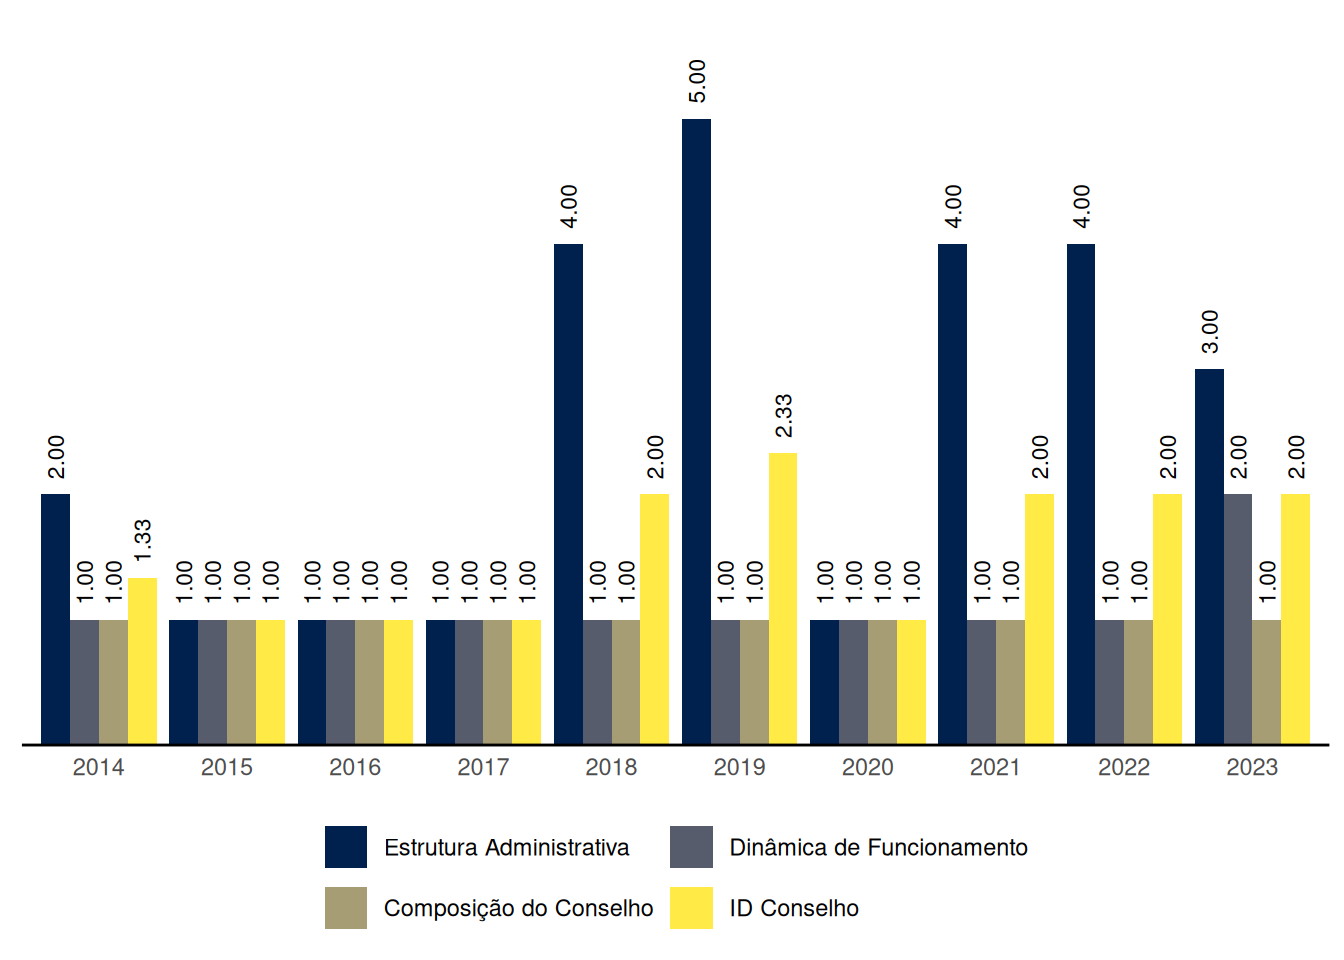 5.00
4.00 4.00 4.00
3.00
2.33
2.00 2.00 2.00 2.00 2.00 2.00
1.33
1.00 1.00 1.00 1.00 1.00 1.00 1.00 1.00 1.00 1.00 1.00 1.00 1.00 1.00 1.00 1.00 1.00 1.00 1.00 1.00 1.00 1.00 1.00 1.00 1.00 1.00 1.00
2014 2015 2016 2017 2018 2019 2020 2021 2022 2023
Estrutura Administrativa Dinâmica de Funcionamento
Composição do Conselho ID Conselho